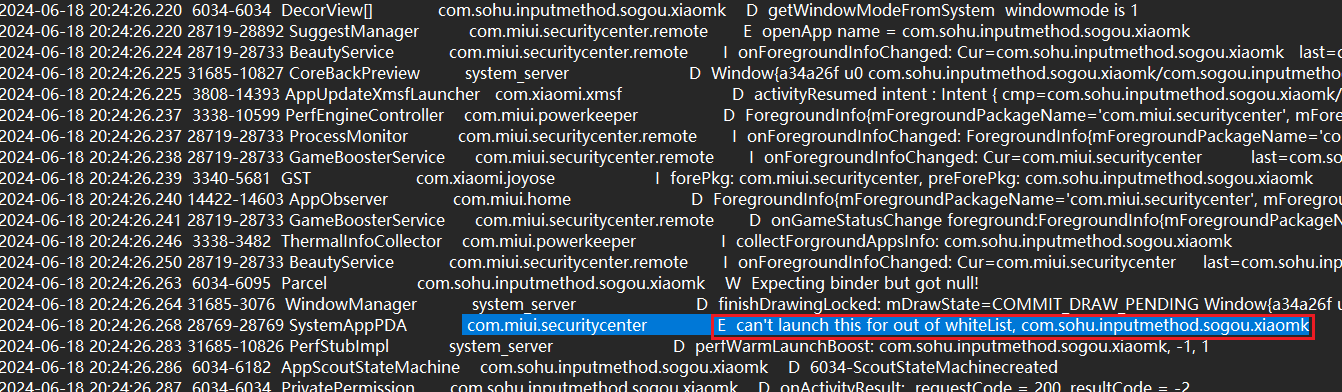 2024-06-18 20:24:26.220 6034-6034 DecorView[] com.sohu.inputmethod.sogou.xiaomk D getWindowModeFromSystem windowmode is 1
2024-06-18 20:24:26.220 28719-28892 SuggestManager com.miui.securitycenter.remote E openApp name = com.sohu.inputmethod.sogou.xiaomk
2024-06-18 20:24:26.224 28719-28733 BeautyService com.miui.securitycenter.remote I onForegroundInfoChanged: Cur=com.sohu.inputmethod.sogou.xiaomk last=c
2024-06-18 20:24:26.225 31685-10827 CoreBackPreview system_server D Window{a34a26f u0 com.sohu.inputmethod.sogou.xiaomk/com.sogou.inputmetho
2024-06-18 20:24:26.225 3808-14393 AppUpdateXmsfLauncher com.xiaomi.xmsf D activityResumed intent : Intent { cmp=com.sohu.inputmethod.sogou.xiaomk/
2024-06-18 20:24:26.237 3338-10599 PerfEngineController com.miui.powerkeeper D ForegroundInfo{mForegroundPackageName='com.miui.securitycenter', mForeg
2024-06-18 20:24:26.237 28719-28733 ProcessMonitor com.miui.securitycenter.remote I onForegroundInfoChanged: ForegroundInfo{mForegroundPackageName='co
2024-06-18 20:24:26.238 28719-28733 GameBoosterService com.miui.securitycenter.remote I onForegroundInfoChanged: Cur=com.miui.securitycenter last=com.so
2024-06-18 20:24:26.239 3340-5681 GST com.xiaomi.joyose I forePkg: com.miui.securitycenter, preForePkg: com.sohu.inputmethod.sogou.xiaomk
2024-06-18 20:24:26.240 14422-14603 AppObserver com.miui.home D ForegroundInfo{mForegroundPackageName='com.miui.securitycenter', mForeg
2024-06-18 20:24:26.241 28719-28733 GameBoosterService com.miui.securitycenter.remote D onGameStatusChange foreground:ForegroundInfo{mForegroundPackageN
2024-06-18 20:24:26.246 3338-3482 ThermalInfoCollector com.miui.powerkeeper I collectForgroundAppsInfo: com.sohu.inputmethod.sogou.xiaomk
2024-06-18 20:24:26.250 28719-28733 BeautyService com.miui.securitycenter.remote I onForegroundInfoChanged: Cur=com.miui.securitycenter last=com.sohu.in
2024-06-18 20:24:26.263 6034-6095 Parcel com.sohu.inputmethod.sogou.xiaomk W Expecting binder but got null!
2024-06-18 20:24:26.264 31685-3076 WindowManager system_server D finishDrawingLocked: mDrawState=COMMIT_DRAW_PENDING Window{a34a26f
2024-06-18 20:24:26.268 28769-28769 SystemAppPDA com.miui.securitycenter E can't launch this for out of whiteList, com.sohu.inputmethod.sogou.xiaomk
2024-06-18 20:24:26.283 31685-10826 PerfStubImpl system_server D perfWarmLaunchBoost: com.sohu.inputmethod.sogou.xiaomk, -1, 1
2024-06-18 20:24:26.286 6034-6182 AppScoutStateMachine com.sohu.inputmethod.sogou.xiaomk D 6034-ScoutStateMachinecreated
2024-06-18 20:24:26.287 6034-6034 PrivatePermission com.sohu.inputmethod.sogou.xiaomk D onActivityResult: requestCode = 200, resultCode = -2